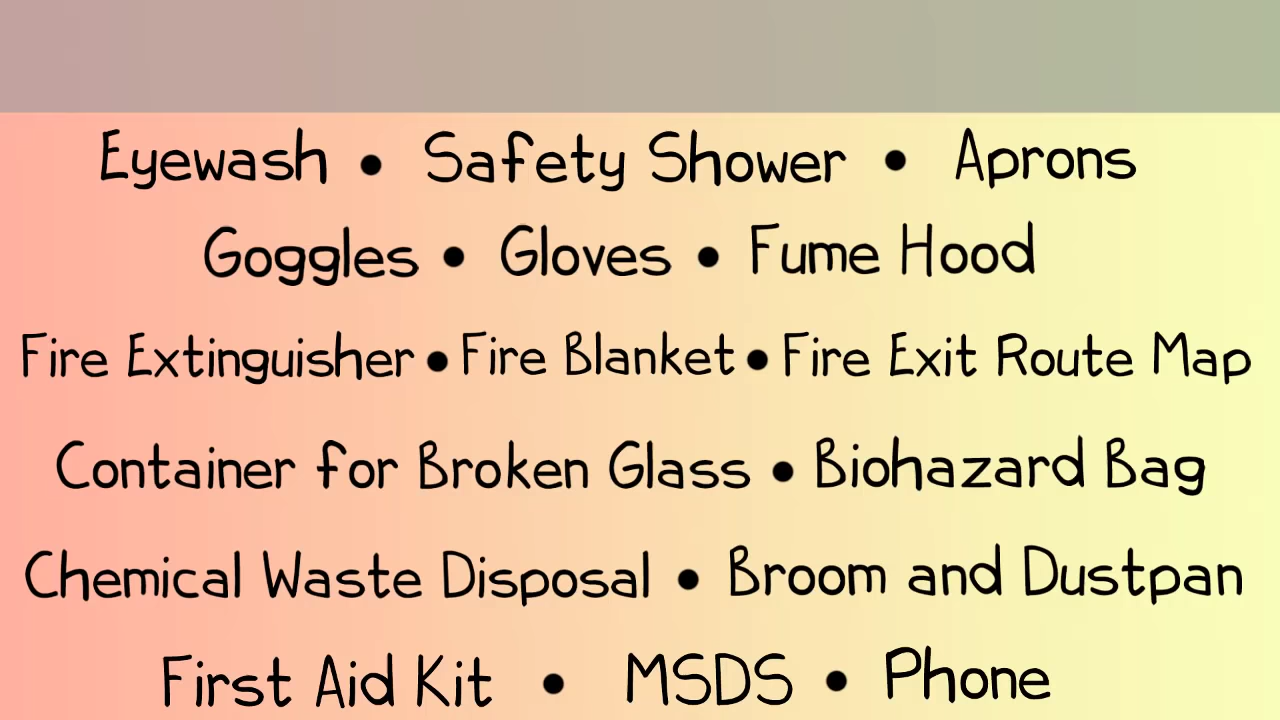 Eyewash • Safety Shower • Aprons
Goggles • Gloves • Fume Hood
Fire Extinguisher • Fire Blanket • Fire Exit Route Map
Container for Broken Glass • Biohazard Bag
Chemical Waste Disposal • Broom and Dustpan
First Aid Kit • MSDS • Phone